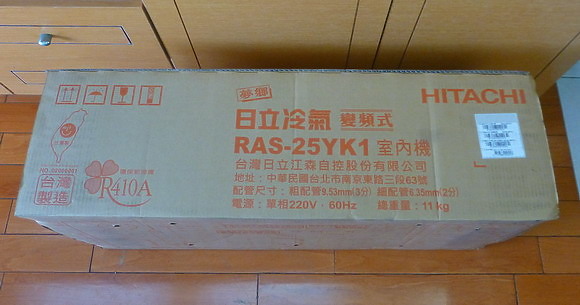 HITACHI
日立冷氣 變頻式
RAS-25YK1 室內機
台灣日立江森自控股份有限公司
地址：中華民國台北市南京東路三段63號
配管尺寸：粗配管9.53mm(3分) 細配管6.35mm(2分)
電源：單相220V，60Hz 總重量：11kg
台灣
製造
R410A